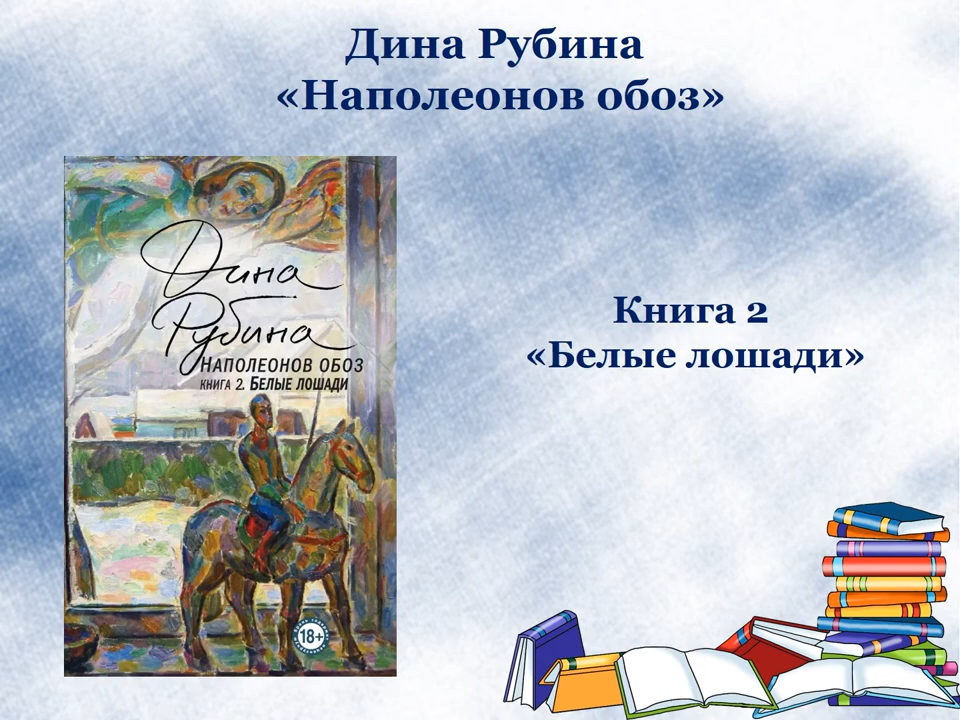 Дина Рубина
«Наполеонов обоз»
Дина
Рубина
Наполеонов обоз
книга 2. Белые лошади
18+
Книга 2
«Белые лошади»